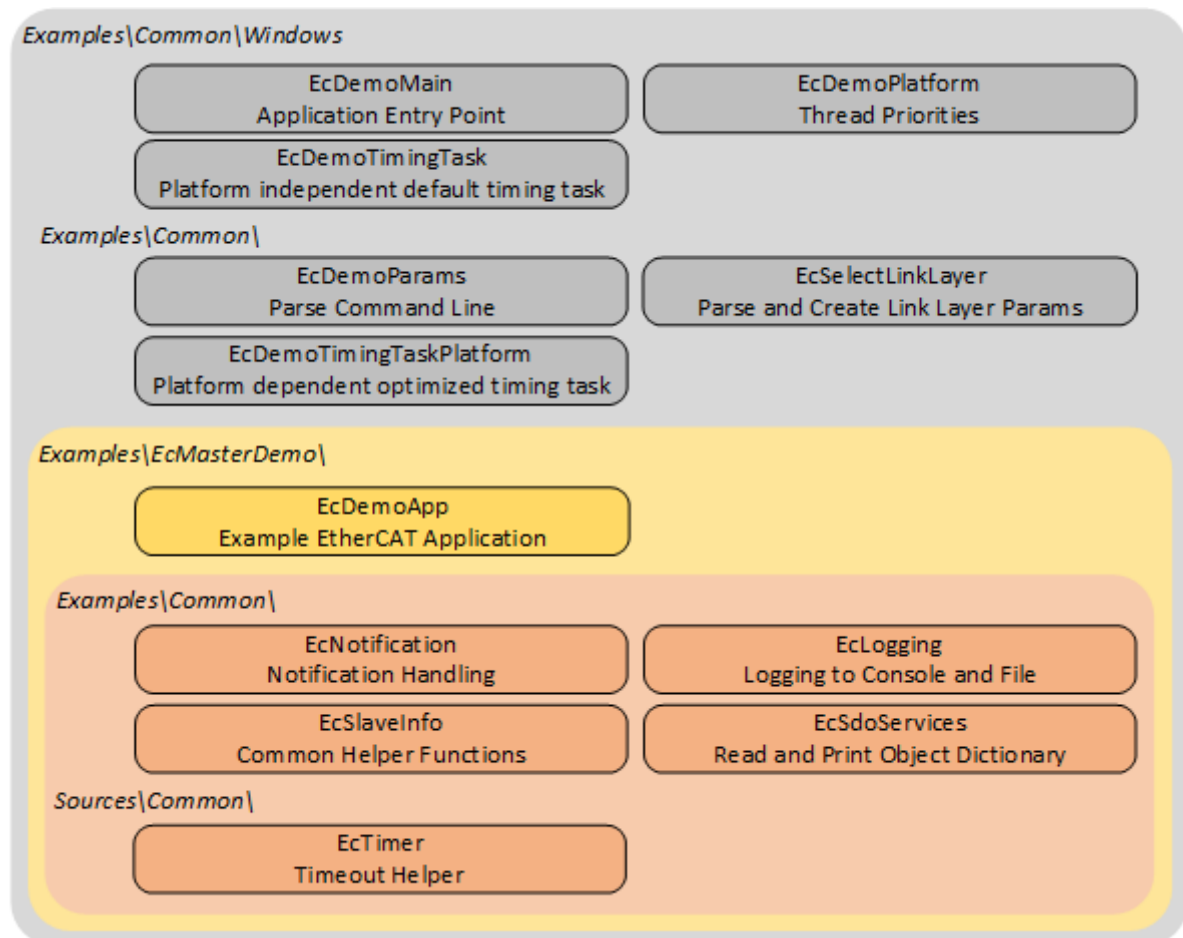 Examples\Common\Windows
EcDemoMain
Application Entry Point
EcDemoPlatform
Thread Priorities
EcDemoTimingTask
Platform independent default timing task
Examples\Common\
EcDemoParams
Parse Command Line
EcSelectLinkLayer
Parse and Create Link Layer Params
EcDemoTimingTaskPlatform
Platform dependent optimized timing task
Examples\EcMasterDemo\
EcDemoApp
Example EtherCAT Application
Examples\Common\
EcNotification
Notification Handling
EcLogging
Logging to Console and File
EcSlaveInfo
Common Helper Functions
EcSdoServices
Read and Print Object Dictionary
Sources\Common\
EcTimer
Timeout Helper